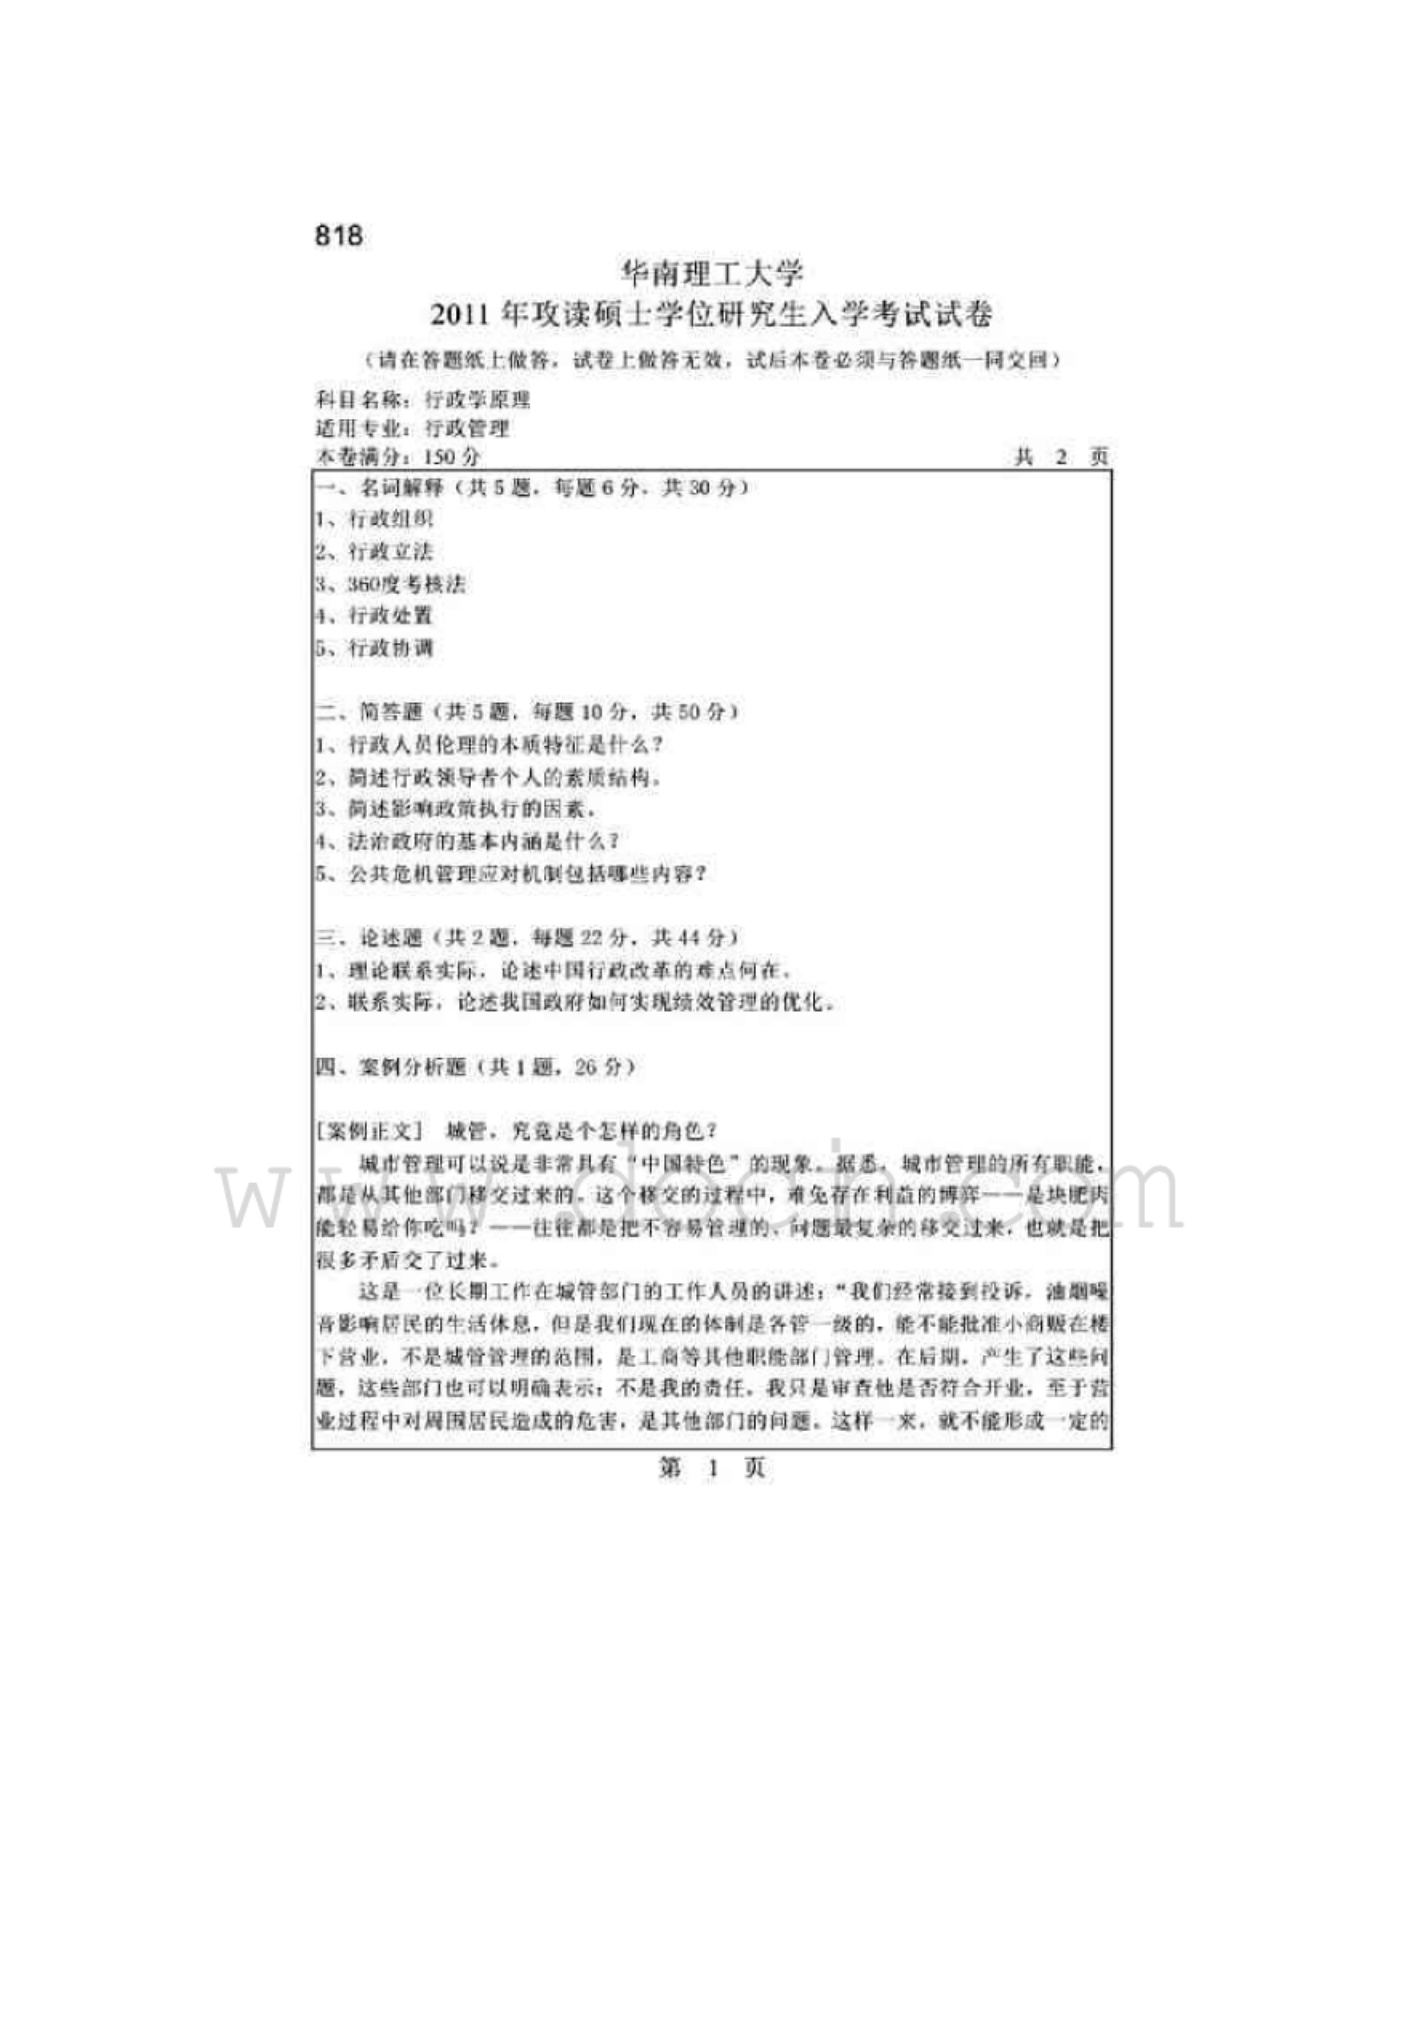 818
华南理工大学
2011 年攻读硕士学位研究生入学考试试卷
（请在答题纸上做答，试卷上做答无效，试后本卷必须与答题纸一同交回）
科目名称：行政学原理
适用专业：行政管理
本卷满分：150 分
共 2 页
一、名词解释（共 5 题，每题 6 分，共 30 分）
1、行政组织
2、行政立法
3、360度考核法
4、行政处置
5、行政协调
二、简答题（共 5 题，每题 10 分，共 50 分）
1、行政人员伦理的本质特征是什么？
2、简述行政领导者个人的素质结构。
3、简述影响政策执行的因素。
4、法治政府的基本内涵是什么？
5、公共危机管理应对机制包括哪些内容？
三、论述题（共 2 题，每题 22 分，共 44 分）
1、理论联系实际，论述中国行政改革的难点何在。
2、联系实际，论述我国政府如何实现绩效管理的优化。
四、案例分析题（共 1 题，26 分）
[案例正文] 城管，究竟是个怎样的角色？
城市管理可以说是非常具有“中国特色”的现象。据悉，城市管理的所有职能，
都是从其他部门移交过来的。这个移交的过程中，难免存在利益的博弈——是块肥肉
能轻易给你吃吗？——往往都是把不容易管理的、问题最复杂的移交过来，也就是把
很多矛盾交了过来。
这是一位长期工作在城管部门的工作人员的讲述：“我们经常接到投诉，油烟噪
音影响居民的生活休息，但是我们现在的体制是各管一级的，能不能批准小商贩在楼
下营业，不是城管管理的范围，是工商等其他职能部门管理。在后期，产生了这些问
题，这些部门也可以明确表示：不是我的责任，我只是审查他是否符合开业，至于营
业过程中对周围居民造成的危害，是其他部门的问题。这样一来，就不能形成一定的
第 1 页
www.docin.com